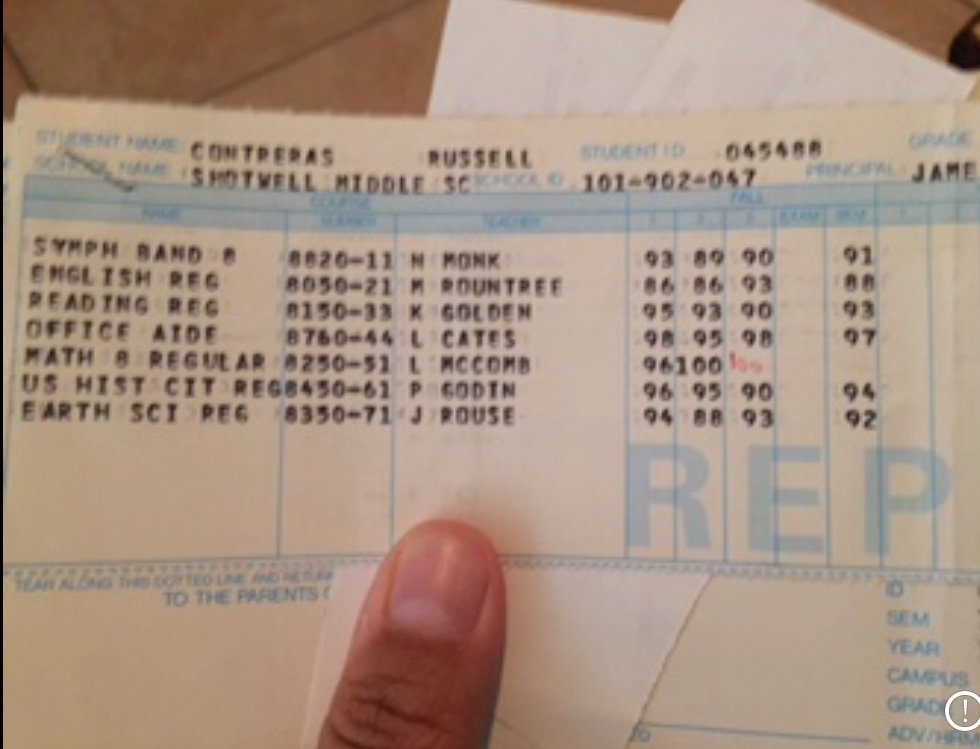 STUDENT NAME CONTRERAS RUSSELL STUDENT ID 045488 GRADE
SCHOOL NAME SHOTWELL MIDDLE SC SCHOOL ID 101-902-047 PRINCIPAL JAME
COURSE FALL
NAME NUMBER TEACHER 1 2 3 EXAM SEM 1
SYMPH BAND 8 8820-11 N MONK 93 89 90 91
ENGLISH REG 8050-21 M ROUNTREE 86 86 93 88
READING REG 8150-33 K GOLDEN 95 93 90 93
OFFICE AIDE 8760-44 L CATES 98 95 98 97
MATH 8 REGULAR 8250-51 L MCCOMB 96 100 100
US HIST CIT REG 8450-61 P GODIN 96 95 90 94
EARTH SCI REG 8350-71 J ROUSE 94 88 93 92
REP
TEAR ALONG THIS DOTTED LINE AND RETURN
TO THE PARENTS
ID
SEM
YEAR
CAMPUS
GRADE
ADV/HRM